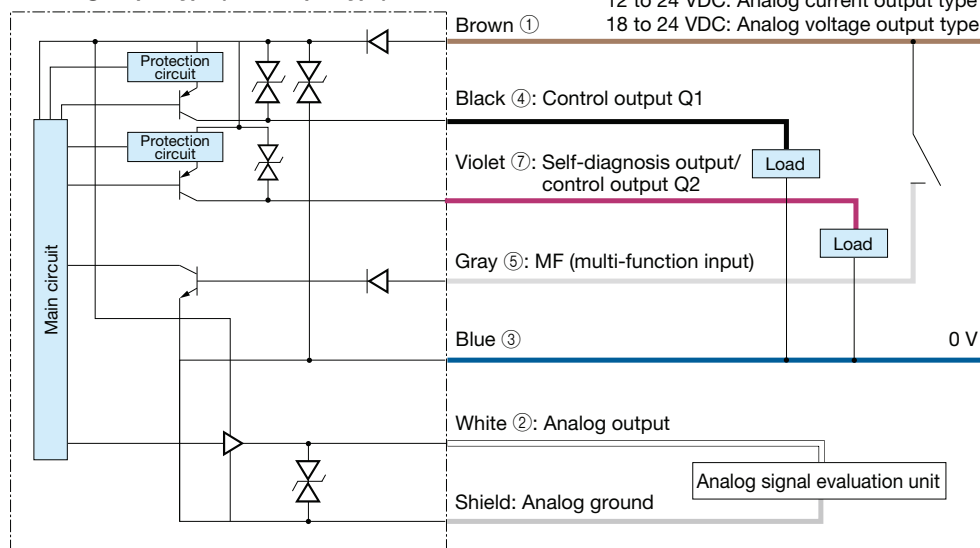 12 to 24 VDC: Analog current output type
Brown ①
18 to 24 VDC: Analog voltage output type
Protection circuit
Black ④: Control output Q1
Protection circuit
Load
Violet ⑦: Self-diagnosis output/
control output Q2
Load
Gray ⑤: MF (multi-function input)
Main circuit
Blue ③
0 V
White ②: Analog output
Analog signal evaluation unit
Shield: Analog ground